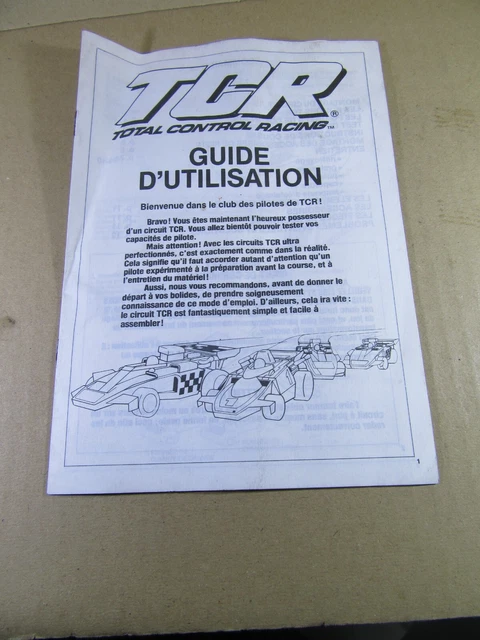 TCR®
TOTAL CONTROL RACING™
GUIDE
D'UTILISATION
Bienvenue dans le club des pilotes de TCR !
Bravo ! Vous êtes maintenant l'heureux possesseur
d'un circuit TCR. Vous allez bientôt pouvoir tester vos
capacités de pilote.
Mais attention ! Avec les circuits TCR ultra
perfectionnés, c'est exactement comme dans la réalité.
Cela signifie qu'il faut accorder autant d'attention qu'un
pilote expérimenté à la préparation avant la course, et à
l'entretien du matériel !
Aussi, nous vous recommandons, avant de donner le
départ à vos bolides, de prendre soigneusement
connaissance de ce mode d'emploi. D'ailleurs, cela ira vite :
le circuit TCR est fantastiquement simple et facile à
assembler !
1